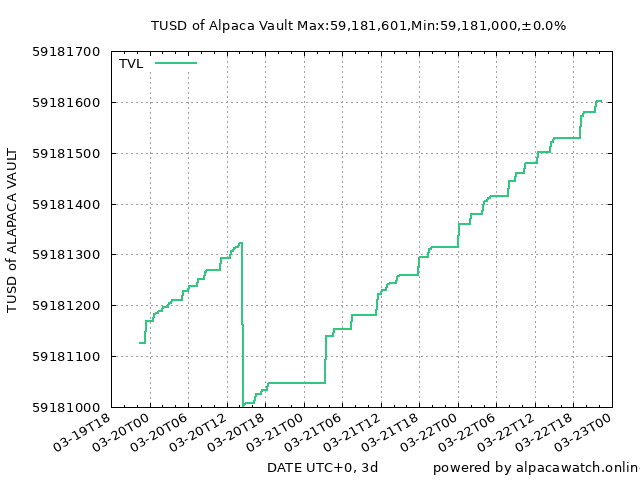 TUSD of Alpaca Vault Max:59,181,601,Min:59,181,000,±0.0%
TVL
59181700
59181600
59181500
59181400
59181300
59181200
59181100
59181000
TUSD of ALAPACA VAULT
03-19T18
03-20T00
03-20T06
03-20T12
03-20T18
03-21T00
03-21T06
03-21T12
03-21T18
03-22T00
03-22T06
03-22T12
03-22T18
03-23T00
DATE UTC+0, 3d
powered by alpacawatch.online